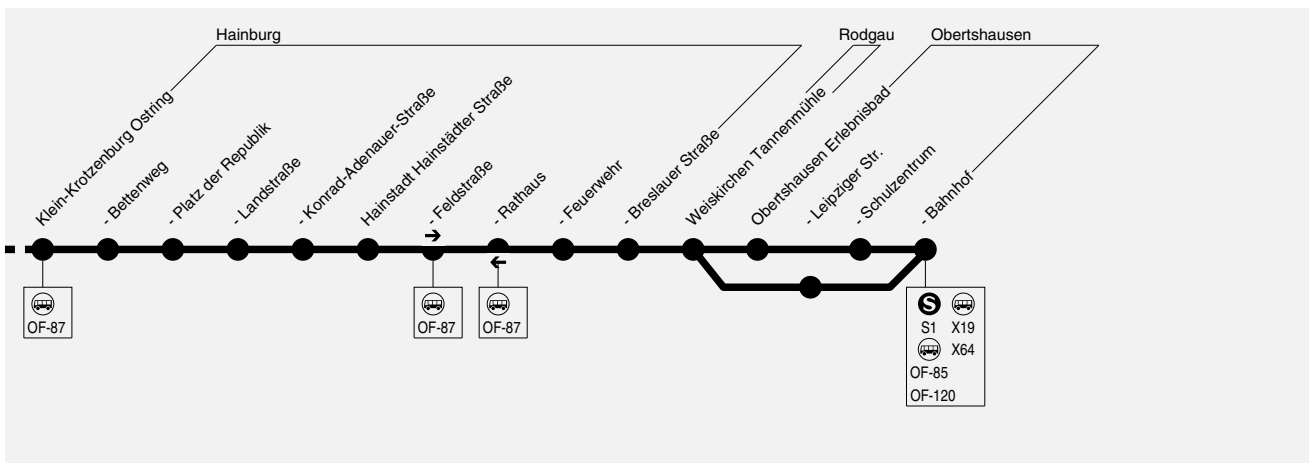 Hainburg
Rodgau
Obertshausen
Klein-Krotzenburg Ostring
- Bettenweg
- Platz der Republik
- Landstraße
- Konrad-Adenauer-Straße
Hainstadt Hainstädter Straße
- Feldstraße
- Rathaus
- Feuerwehr
- Breslauer Straße
Weiskirchen Tannenmühle
Obertshausen Erlebnisbad
- Leipziger Str.
- Schulzentrum
- Bahnhof
OF-87
OF-87
OF-87
S
S1 X19
X64
OF-85
OF-120